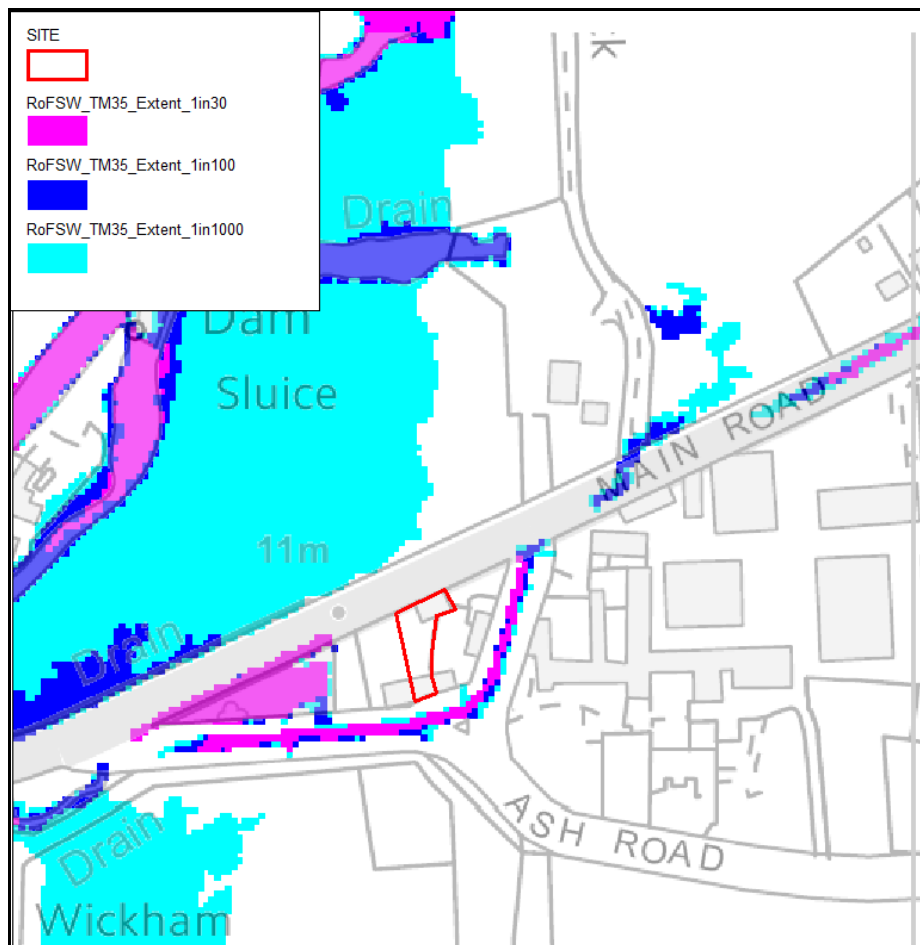 SITE
RoFSW_TM35_Extent_1in30
RoFSW_TM35_Extent_1in100
RoFSW_TM35_Extent_1in1000
Drain
Dam
Sluice
MAIN ROAD
11m
Drain
ASH ROAD
Drain
Wickham